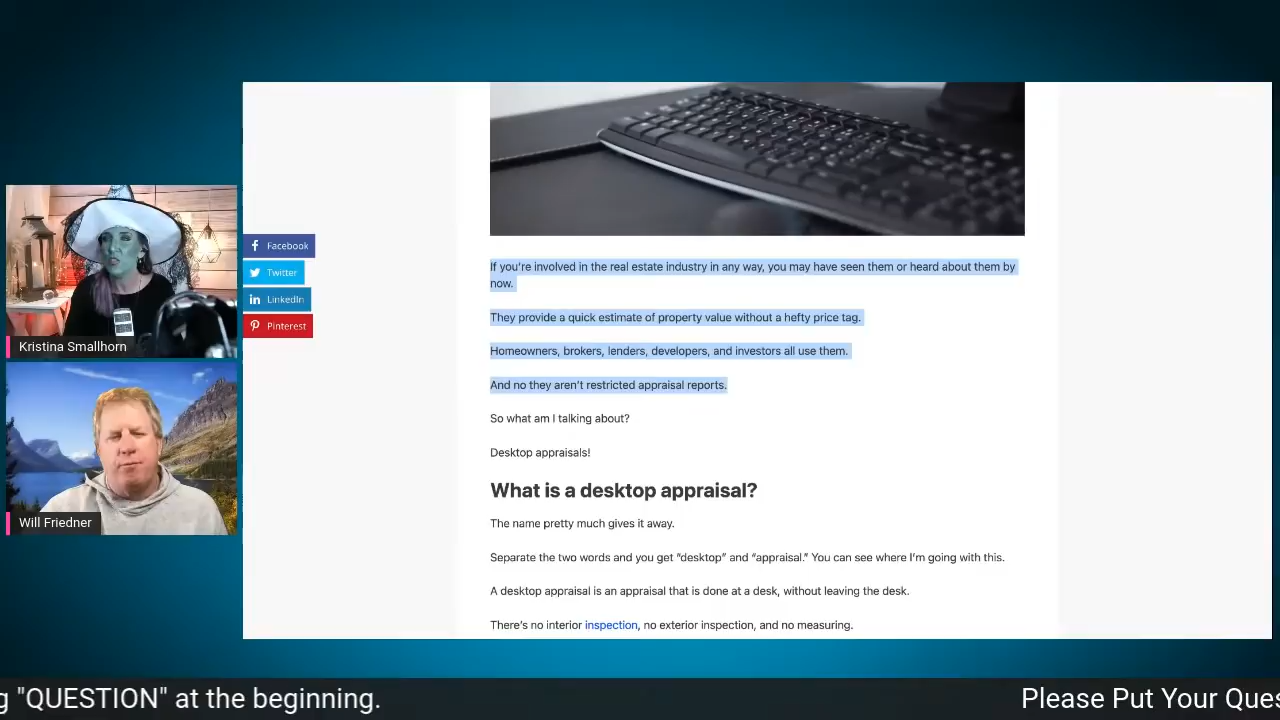 Facebook
Twitter
LinkedIn
Pinterest
Kristina Smallhorn
Will Friedner
If you’re involved in the real estate industry in any way, you may have seen them or heard about them by
now.
They provide a quick estimate of property value without a hefty price tag.
Homeowners, brokers, lenders, developers, and investors all use them.
And no they aren’t restricted appraisal reports.
So what am I talking about?
Desktop appraisals!
What is a desktop appraisal?
The name pretty much gives it away.
Separate the two words and you get “desktop” and “appraisal.” You can see where I’m going with this.
A desktop appraisal is an appraisal that is done at a desk, without leaving the desk.
There’s no interior inspection, no exterior inspection, and no measuring.
g "QUESTION" at the beginning.
Please Put Your Ques